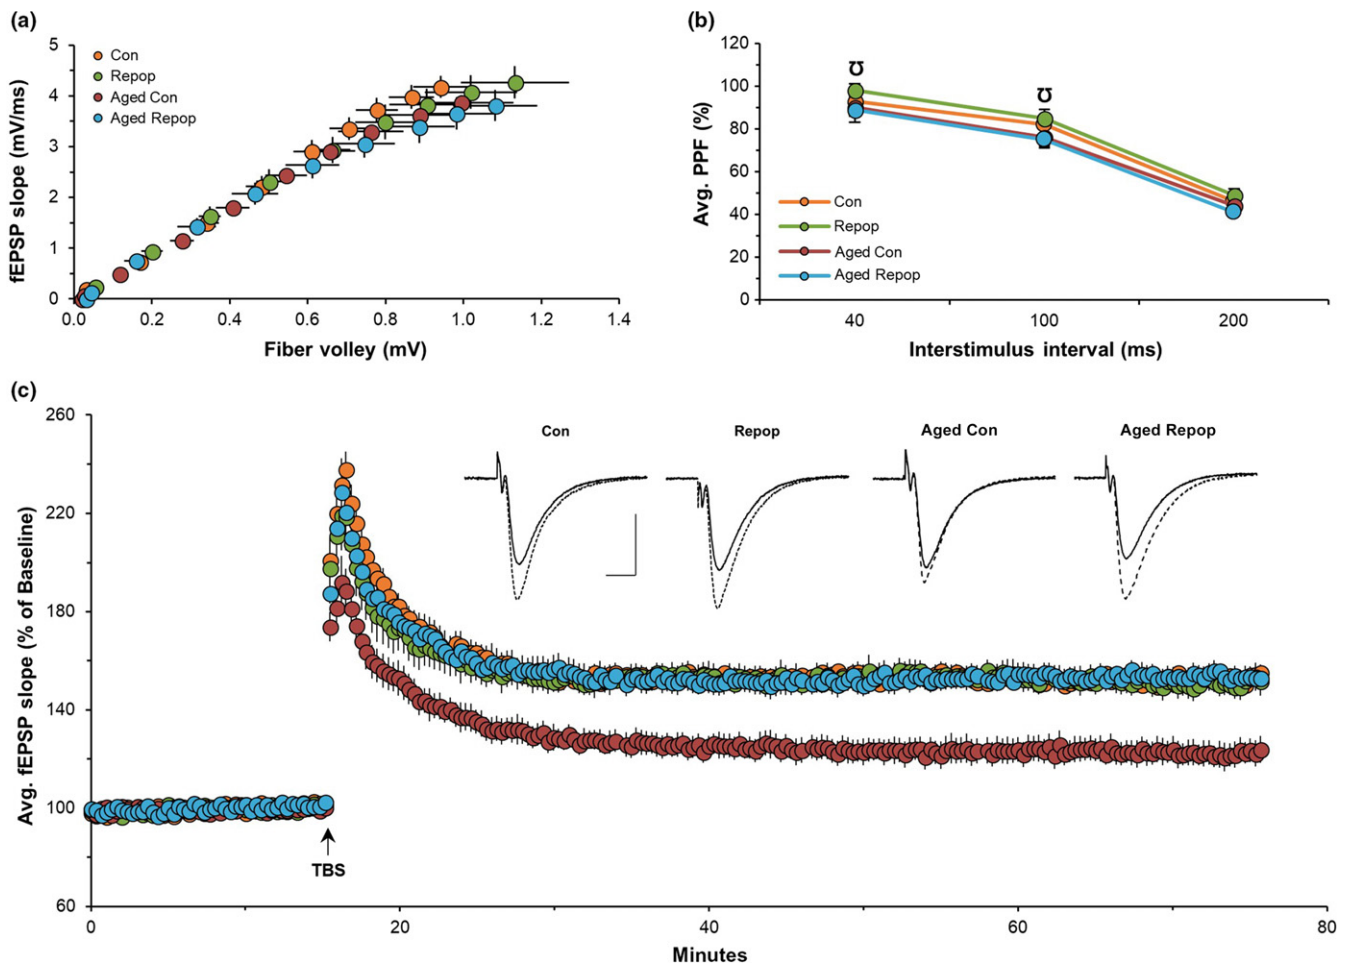 (a)
fEPSP slope (mV/ms)
5
4
3
2
1
0
Con
Repop
Aged Con
Aged Repop
0.0 0.2 0.4 0.6 0.8 1.0 1.2 1.4
Fiber volley (mV)
(b)
Avg. PPF (%)
120
100
80
60
40
20
0
℧
℧
Con
Repop
Aged Con
Aged Repop
40 100 200
Interstimulus interval (ms)
(c)
Avg. fEPSP slope (% of Baseline)
260
220
180
140
100
60
Con Repop Aged Con Aged Repop
TBS
0 20 40 60 80
Minutes